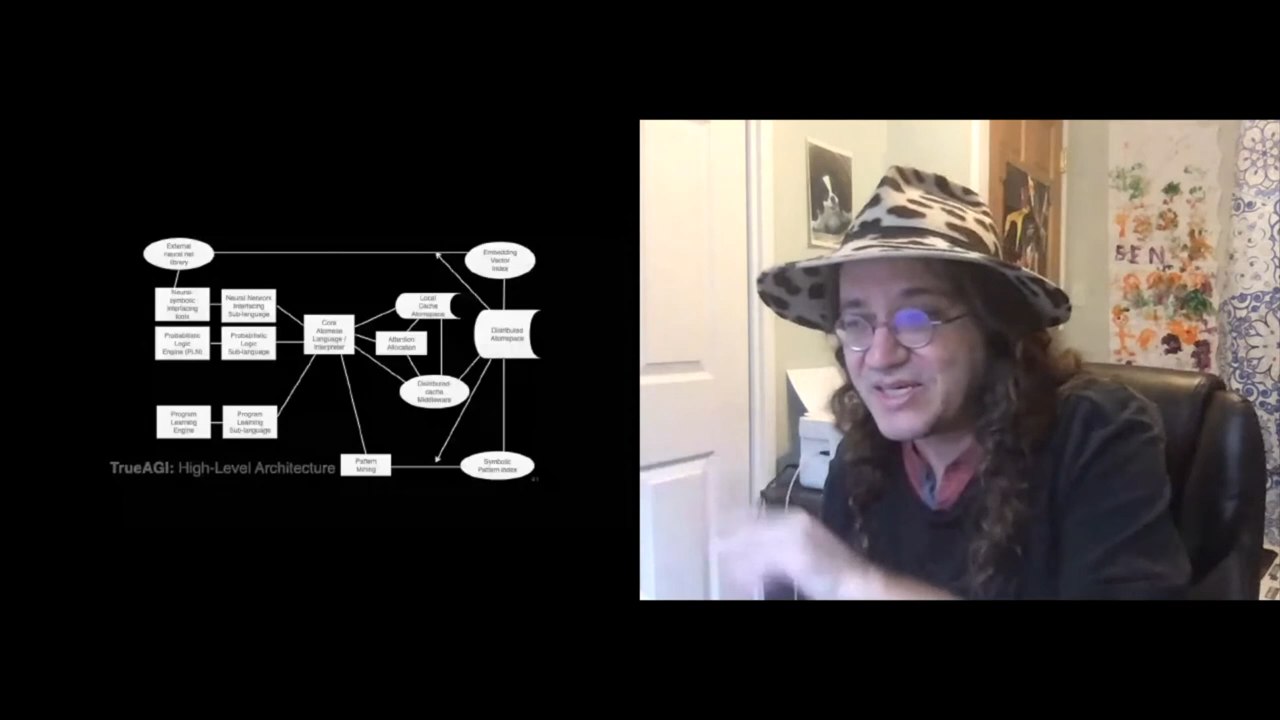 External
neural net
library
Embedding
Vector
Index
Neuro-
symbolic
interfacing
tools
Neural Network
Interfacing
Sub-language
Local
Cache
Atomspace
Core
Atomese
Language /
Interpreter
Distributed
Atomspace
Probabilistic
Logic
Engine (PLN)
Probabilistic
Logic
Sub-language
Attention
Allocation
Distributed
cache
Middleware
Program
Learning
Engine
Program
Learning
Sub-language
TrueAGI: High-Level Architecture
Pattern
Mining
Symbolic
Pattern Index
BEN